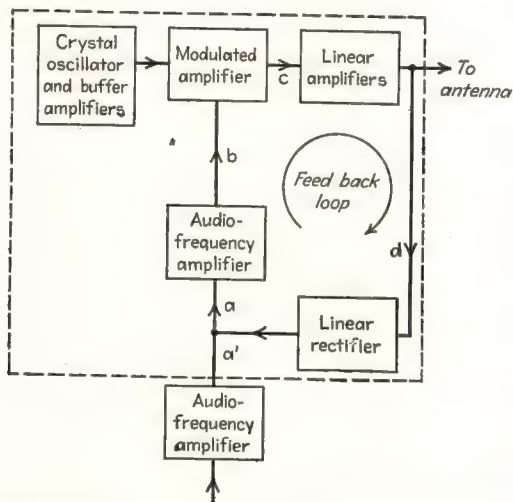 Crystal
oscillator
and buffer
amplifiers
Modulated
amplifier
c
Linear
amplifiers
To
antenna
b
Feed back
loop
Audio-
frequency
amplifier
d
a
Linear
rectifier
a'
Audio-
frequency
amplifier